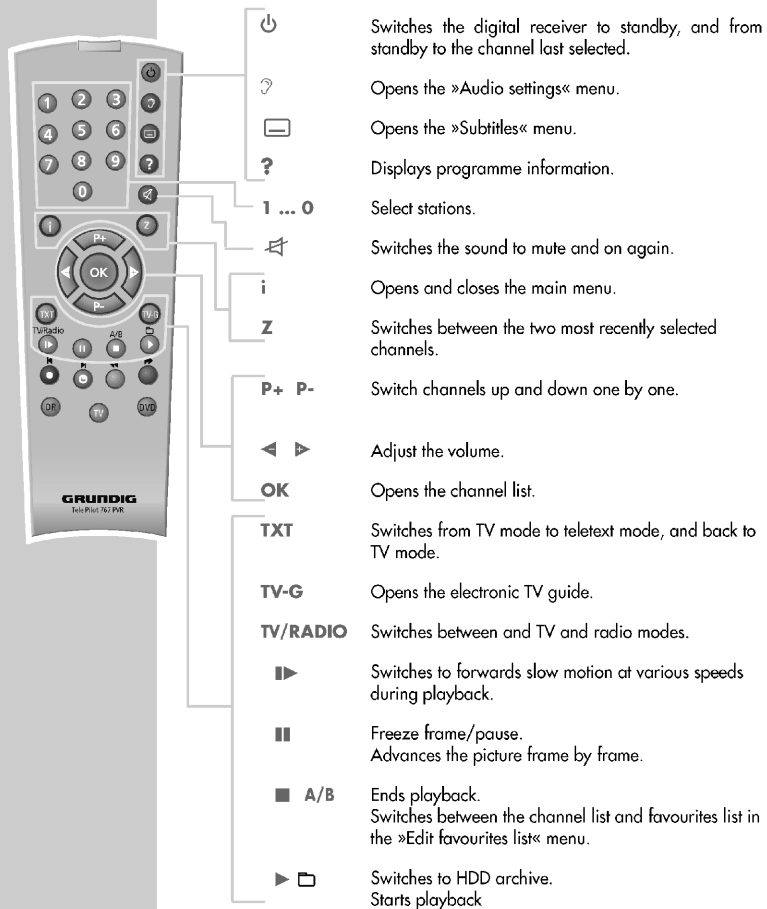 Switches the digital receiver to standby, and from
standby to the channel last selected.
Opens the »Audio settings« menu.
Opens the »Subtitles« menu.
? Displays programme information.
1 ... 0 Select stations.
Switches the sound to mute and on again.
i Opens and closes the main menu.
Z Switches between the two most recently selected
channels.
P+ P- Switch channels up and down one by one.
- + Adjust the volume.
OK Opens the channel list.
TXT Switches from TV mode to teletext mode, and back to
TV mode.
TV-G Opens the electronic TV guide.
TV/RADIO Switches between and TV and radio modes.
Switches to forwards slow motion at various speeds
during playback.
Freeze frame/pause.
Advances the picture frame by frame.
A/B Ends playback.
Switches between the channel list and favourites list in
the »Edit favourites list« menu.
Switches to HDD archive.
Starts playback
1 2 3
4 5 6
7 8 9 ?
0
i Z
P+
OK
P-
TXT TV-G
TV/Radio A/B
DR TV DVD
GRUNDIG
Tele Pilot 767 PVR